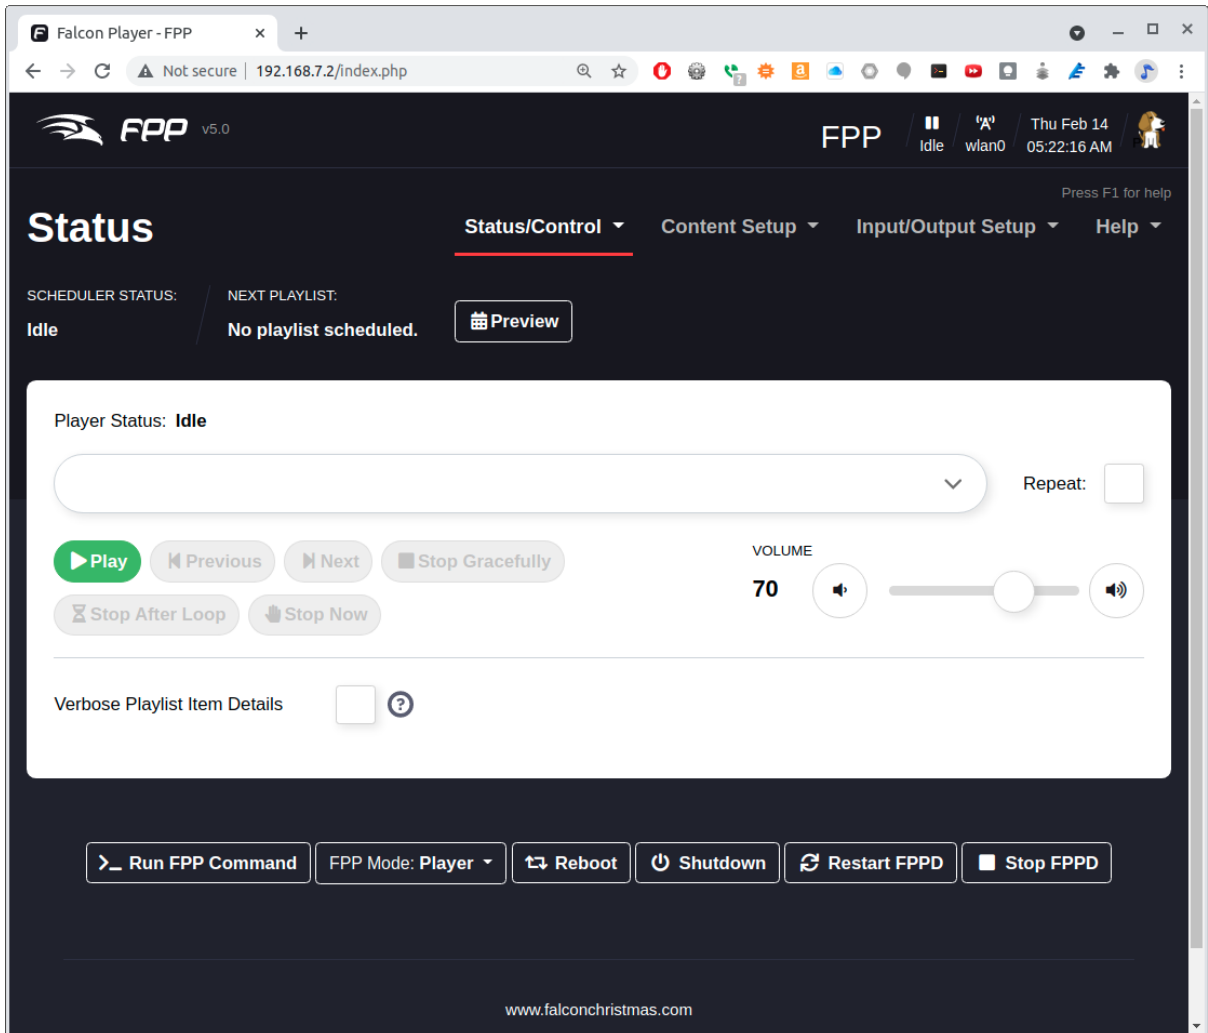 Falcon Player - FPP
Not secure | 192.168.7.2/index.php
FPP v5.0
FPP
Idle
wlan0
Thu Feb 14
05:22:16 AM
Press F1 for help
Status
Status/Control
Content Setup
Input/Output Setup
Help
SCHEDULER STATUS:
Idle
NEXT PLAYLIST:
No playlist scheduled.
Preview
Player Status: Idle
Repeat:
Play
Previous
Next
Stop Gracefully
Stop After Loop
Stop Now
VOLUME
70
Verbose Playlist Item Details
Run FPP Command
FPP Mode: Player
Reboot
Shutdown
Restart FPPD
Stop FPPD
www.falconchristmas.com